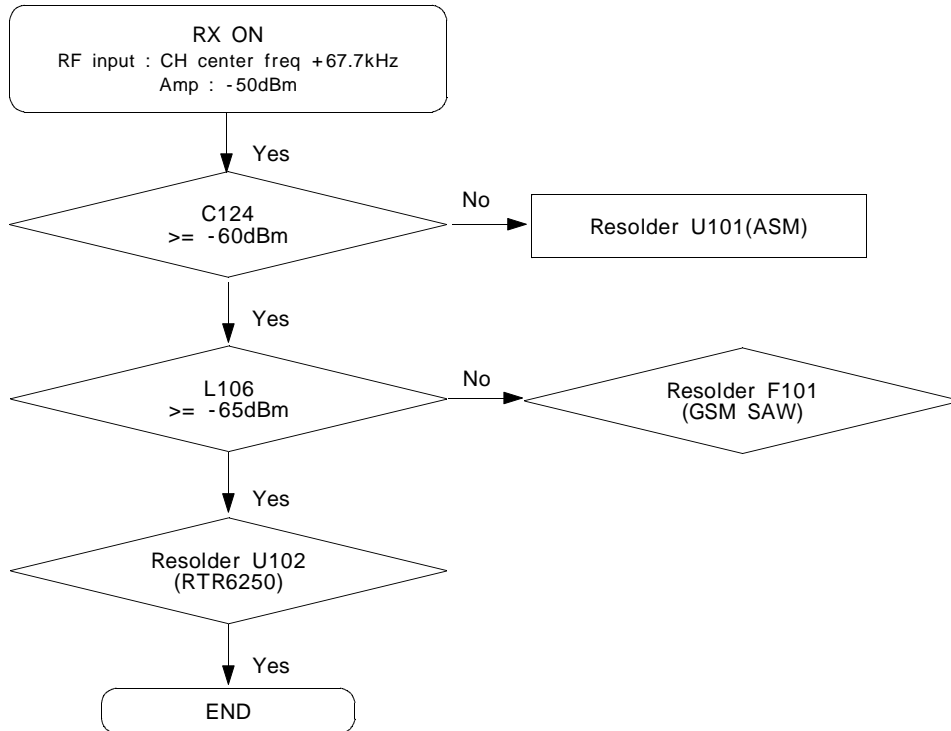 RX ON
RF input : CH center freq +67.7kHz
Amp : -50dBm
Yes
C124
>= -60dBm
No
Resolder U101(ASM)
Yes
L106
>= -65dBm
No
Resolder F101
(GSM SAW)
Yes
Resolder U102
(RTR6250)
Yes
END